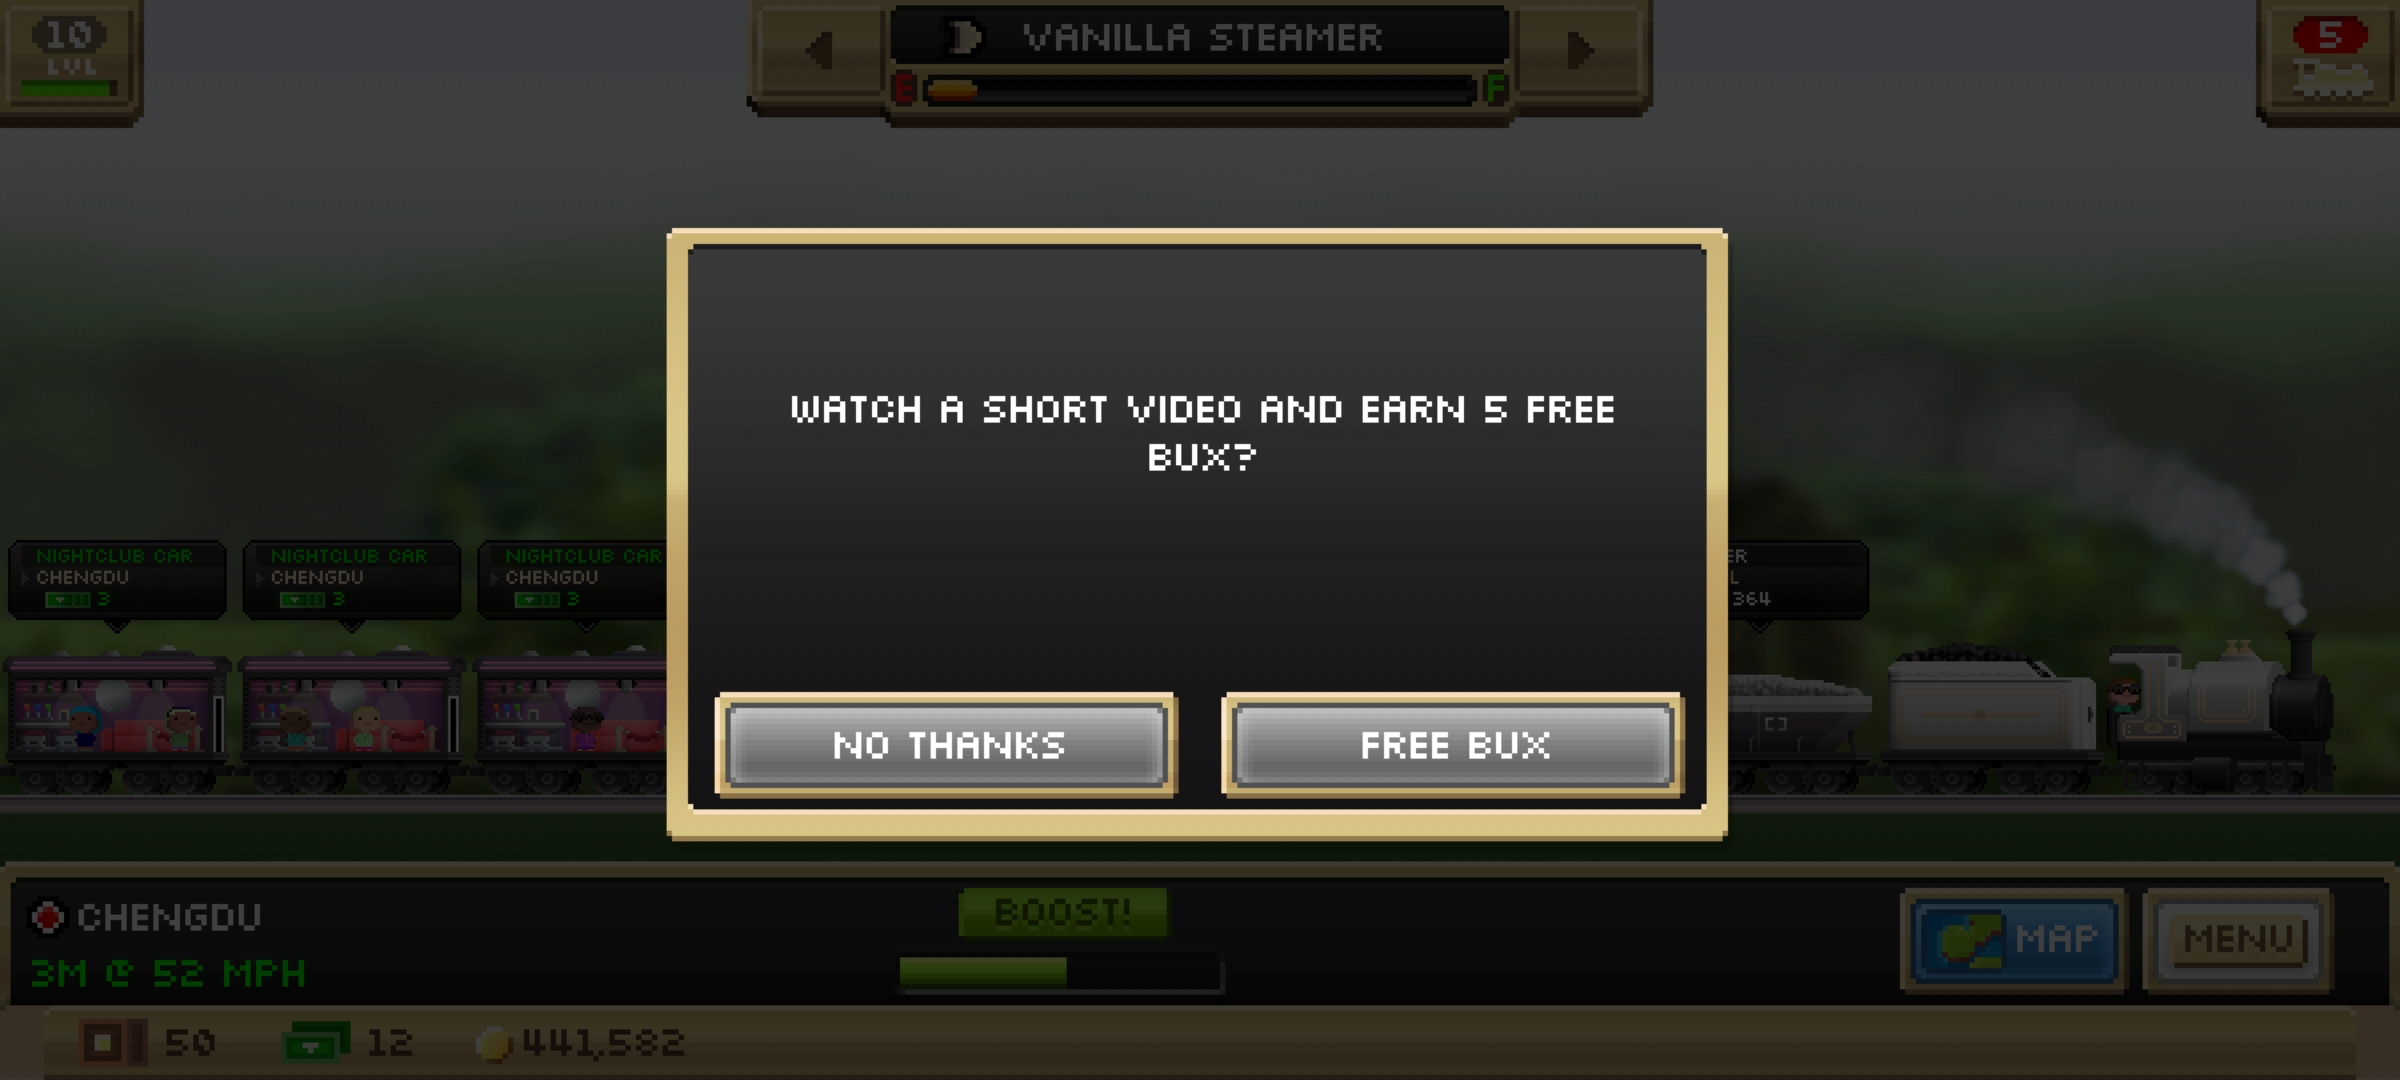 10
LVL
VANILLA STEAMER
E
F
5
WATCH A SHORT VIDEO AND EARN 5 FREE
BUX?
NIGHTCLUB CAR
CHENGDU
3
NIGHTCLUB CAR
CHENGDU
3
NIGHTCLUB CAR
CHENGDU
3
ER
L
364
NO THANKS
FREE BUX
CHENGDU
3M @ 52 MPH
BOOST!
MAP
MENU
50
12
441,582